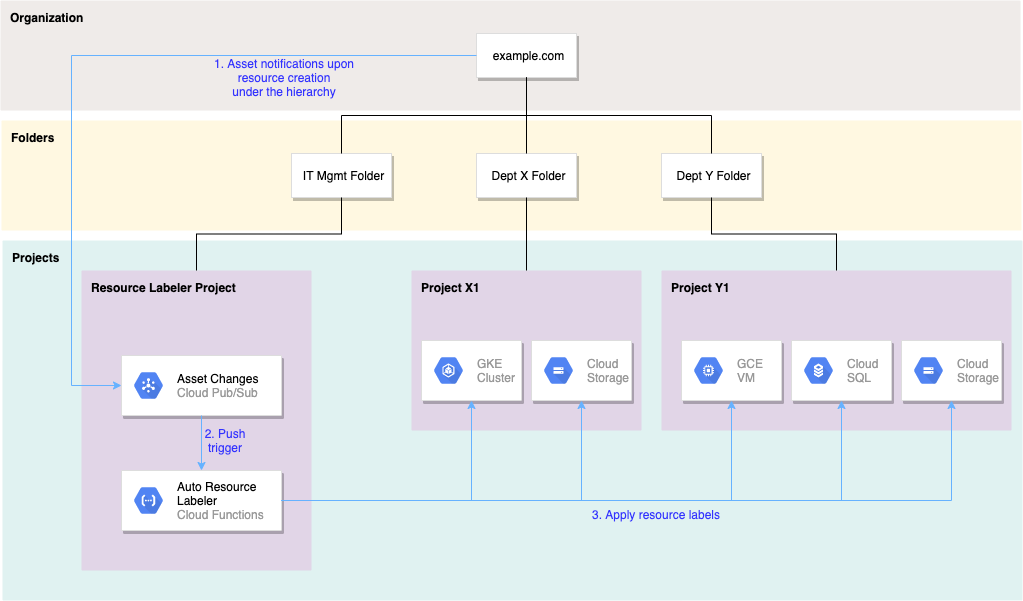 Organization
example.com
1. Asset notifications upon
resource creation
under the hierarchy
Folders
IT Mgmt Folder
Dept X Folder
Dept Y Folder
Projects
Resource Labeler Project
Project X1
Project Y1
GKE
Cluster
Cloud
Storage
GCE
VM
Cloud
SQL
Cloud
Storage
Asset Changes
Cloud Pub/Sub
2. Push
trigger
Auto Resource
Labeler
Cloud Functions
3. Apply resource labels